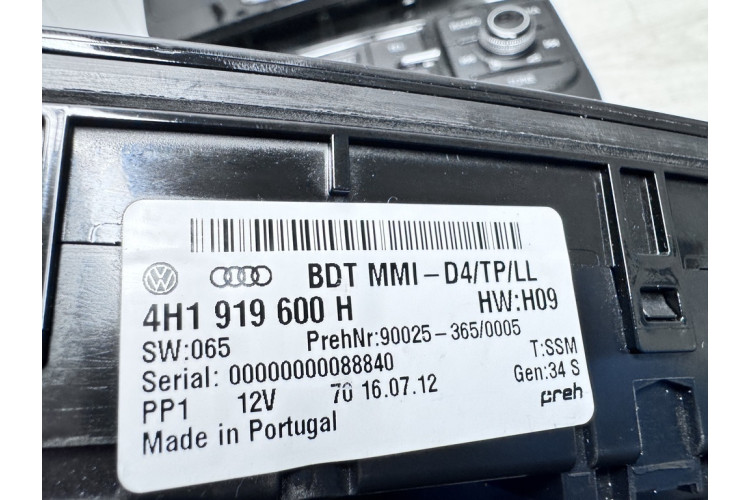 BDT MMI-D4/TP/LL
4H1 919 600 H HW:H09
SW:065 PrehNr:90025-365/0005
Serial: 00000000088840 T:SSM
PP1 12V 70 16.07.12 Gen:34 S
Made in Portugal preh